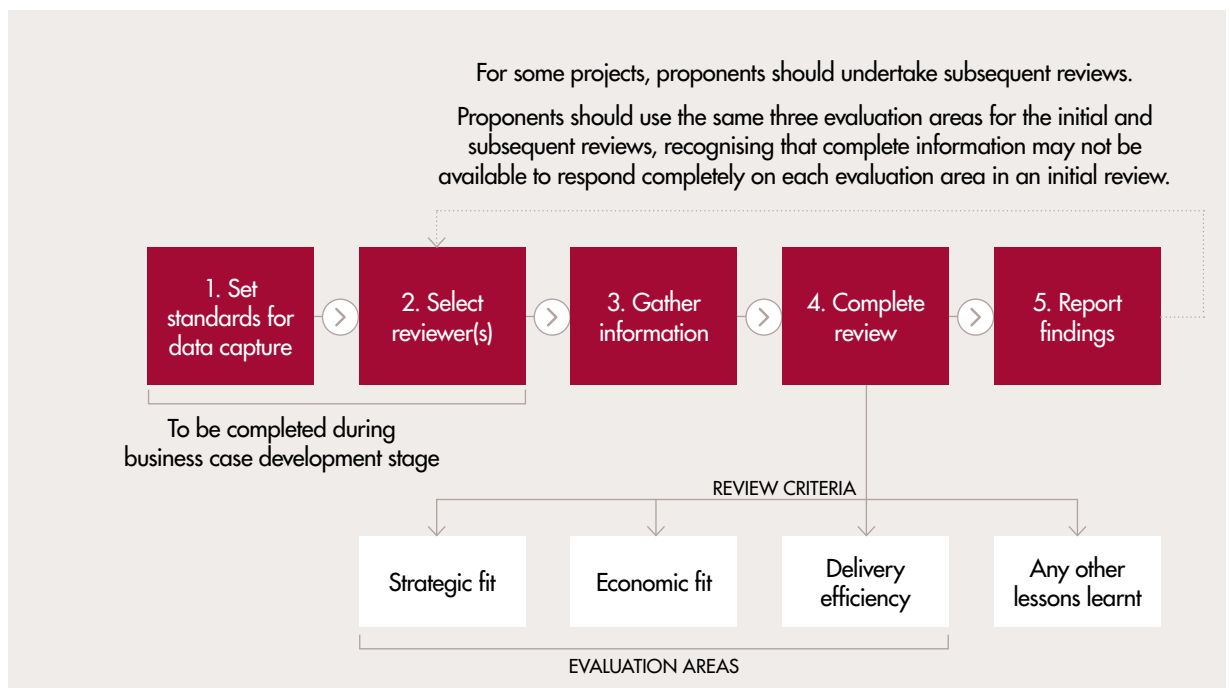 For some projects, proponents should undertake subsequent reviews.
Proponents should use the same three evaluation areas for the initial and
subsequent reviews, recognising that complete information may not be
available to respond completely on each evaluation area in an initial review.
1. Set
standards for
data capture
2. Select
reviewer(s)
3. Gather
information
4. Complete
review
5. Report
findings
To be completed during
business case development stage
REVIEW CRITERIA
Strategic fit
Economic fit
Delivery
efficiency
Any other
lessons learnt
EVALUATION AREAS